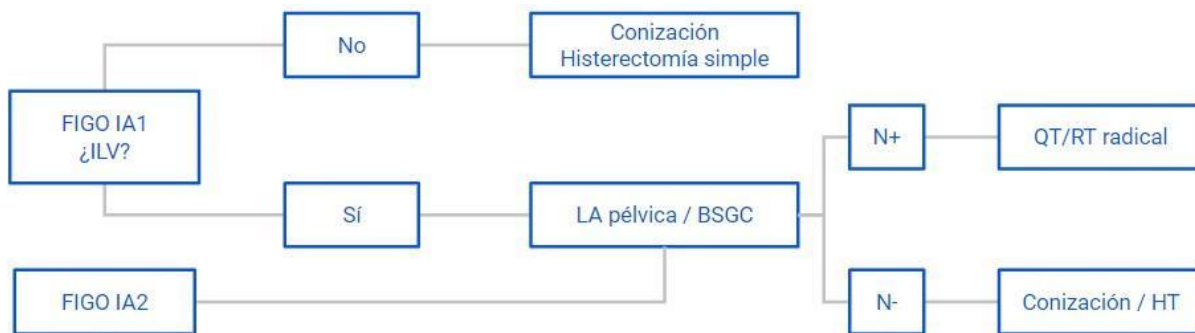 No
Conización
Histerectomía simple
FIGO IA1
¿ILV?
N+
QT/RT radical
Sí
LA pélvica / BSGC
FIGO IA2
N-
Conización / HT